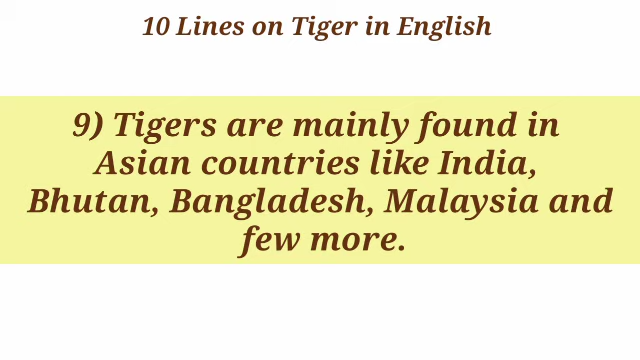 10 Lines on Tiger in English
9) Tigers are mainly found in
Asian countries like India,
Bhutan, Bangladesh, Malaysia and
few more.